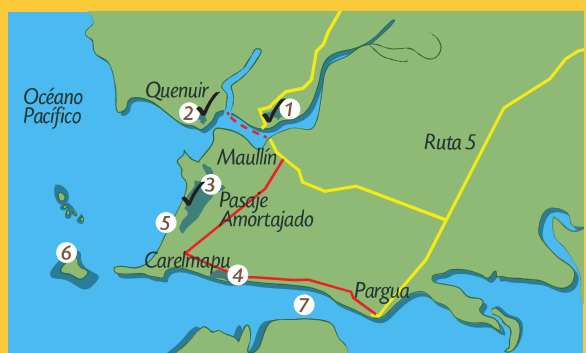 Quenuir
Océano
Pacífico
2
1
Ruta 5
Maullín
3
Pasaje
Amortajado
5
6
Carelmapu
4
Pargua
7